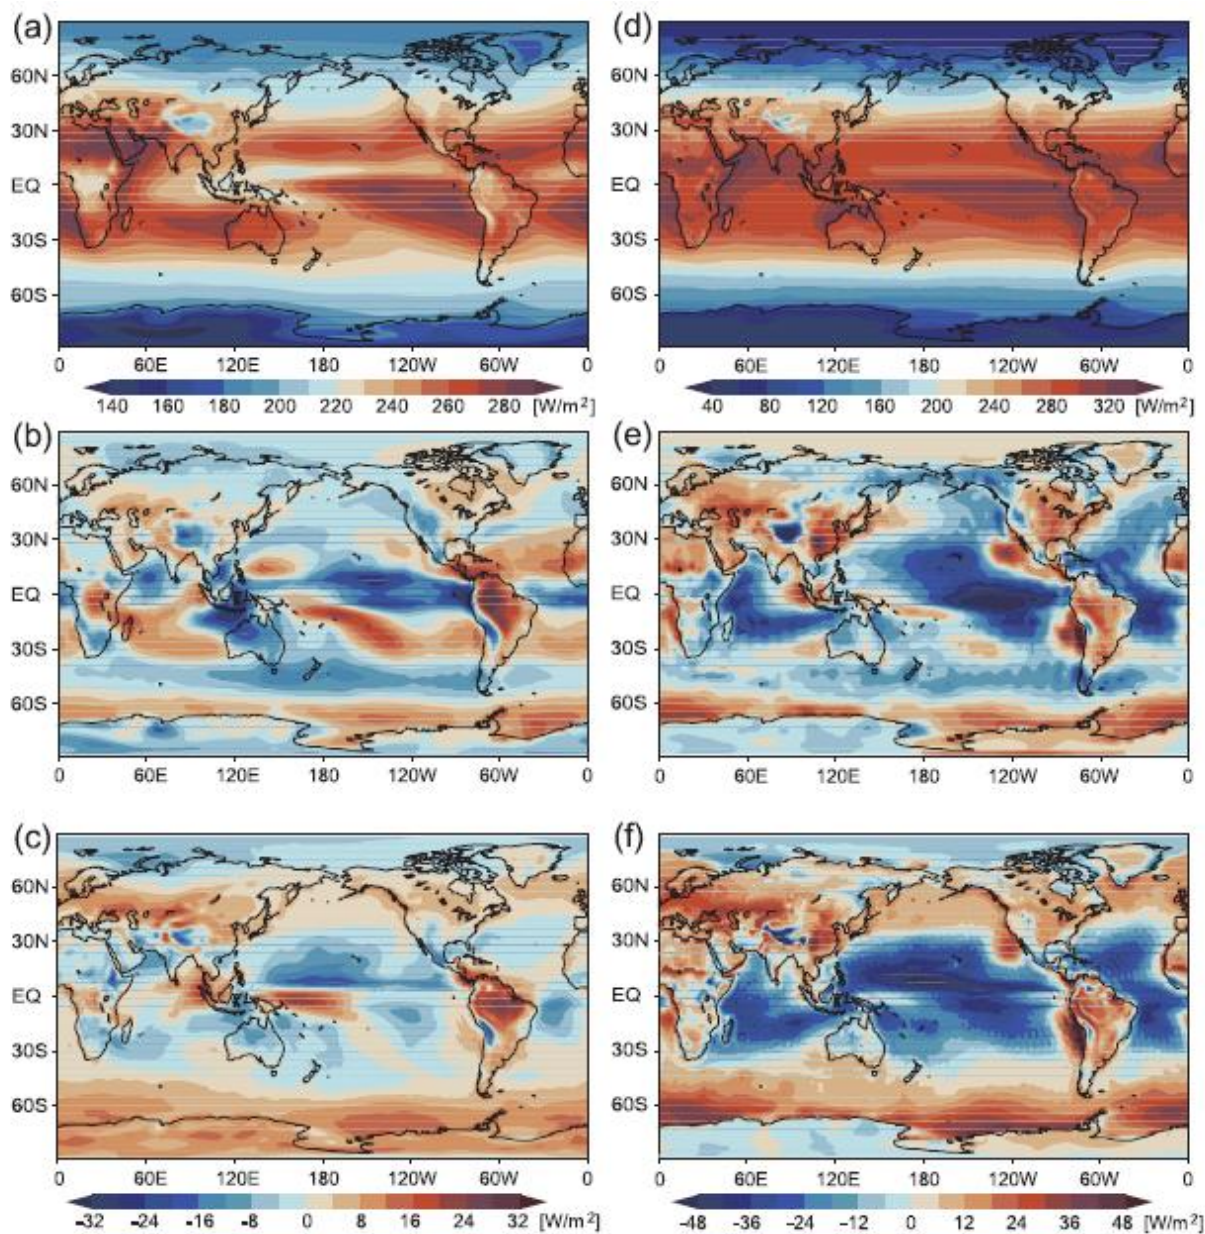 (a)
60N
30N
EQ
30S
60S
0 60E 120E 180 120W 60W 0
140 160 180 200 220 240 260 280 [W/m²]
(d)
60N
30N
EQ
30S
60S
0 60E 120E 180 120W 60W 0
40 80 120 160 200 240 280 320 [W/m²]
(b)
60N
30N
EQ
30S
60S
0 60E 120E 180 120W 60W 0
(e)
60N
30N
EQ
30S
60S
0 60E 120E 180 120W 60W 0
(c)
60N
30N
EQ
30S
60S
0 60E 120E 180 120W 60W 0
-32 -24 -16 -8 0 8 16 24 32 [W/m²]
(f)
60N
30N
EQ
30S
60S
0 60E 120E 180 120W 60W 0
-48 -36 -24 -12 0 12 24 36 48 [W/m²]